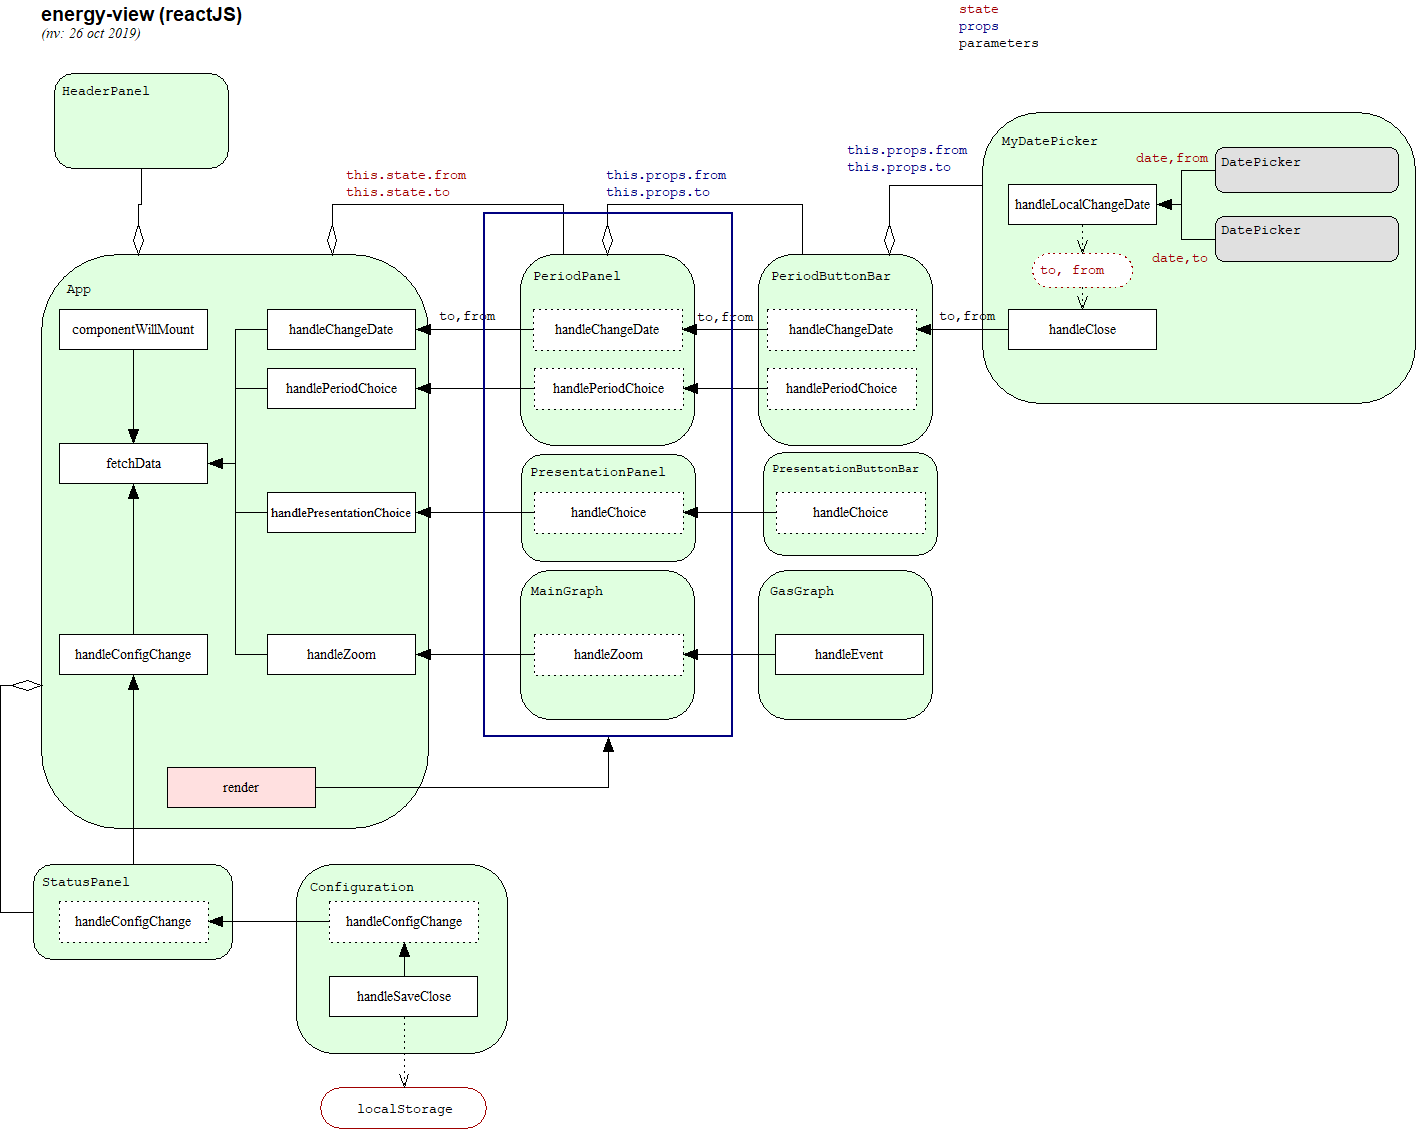 energy-view (reactJS)
(nv: 26 oct 2019)
state
props
parameters
HeaderPanel
this.state.from
this.state.to
this.props.from
this.props.to
this.props.from
this.props.to
MyDatePicker
date,from
DatePicker
handleLocalChangeDate
DatePicker
date,to
to, from
handleClose
App
componentWillMount
handleChangeDate
to,from
PeriodPanel
handleChangeDate
to,from
PeriodButtonBar
handleChangeDate
to,from
handlePeriodChoice
handlePeriodChoice
handlePeriodChoice
fetchData
PresentationPanel
PresentationButtonBar
handlePresentationChoice
handleChoice
handleChoice
MainGraph
GasGraph
handleConfigChange
handleZoom
handleZoom
handleEvent
render
StatusPanel
handleConfigChange
Configuration
handleConfigChange
handleSaveClose
localStorage